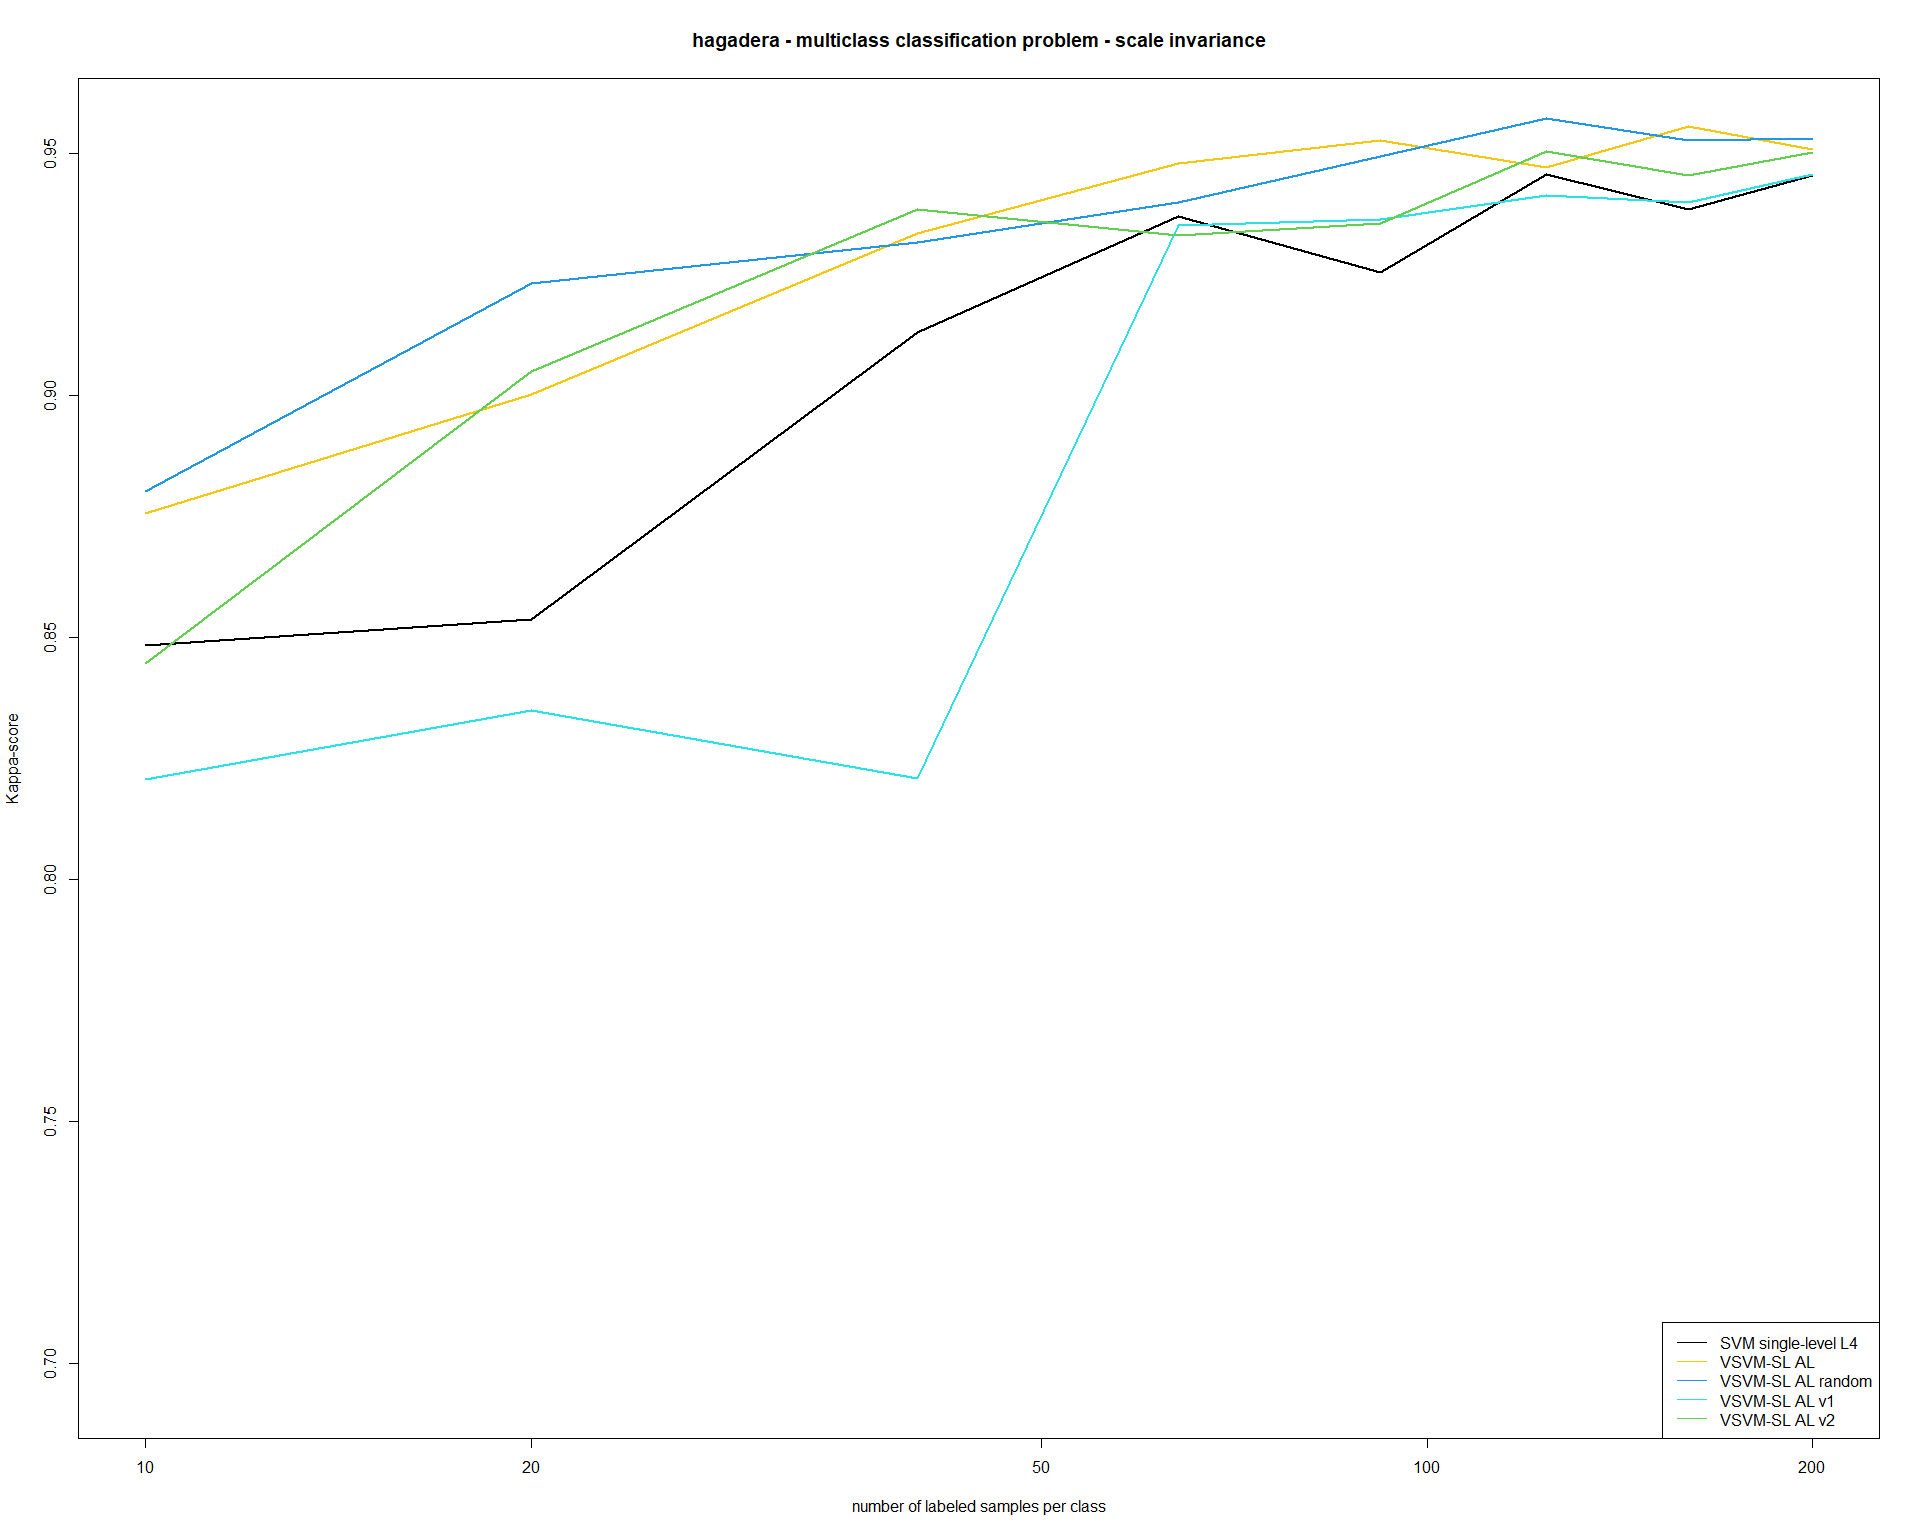 hagadera - multiclass classification problem - scale invariance
0.95
0.90
0.85
0.80
0.75
0.70
Kappa-score
10
20
50
100
200
number of labeled samples per class
SVM single-level L4
VSVM-SL AL
VSVM-SL AL random
VSVM-SL AL v1
VSVM-SL AL v2